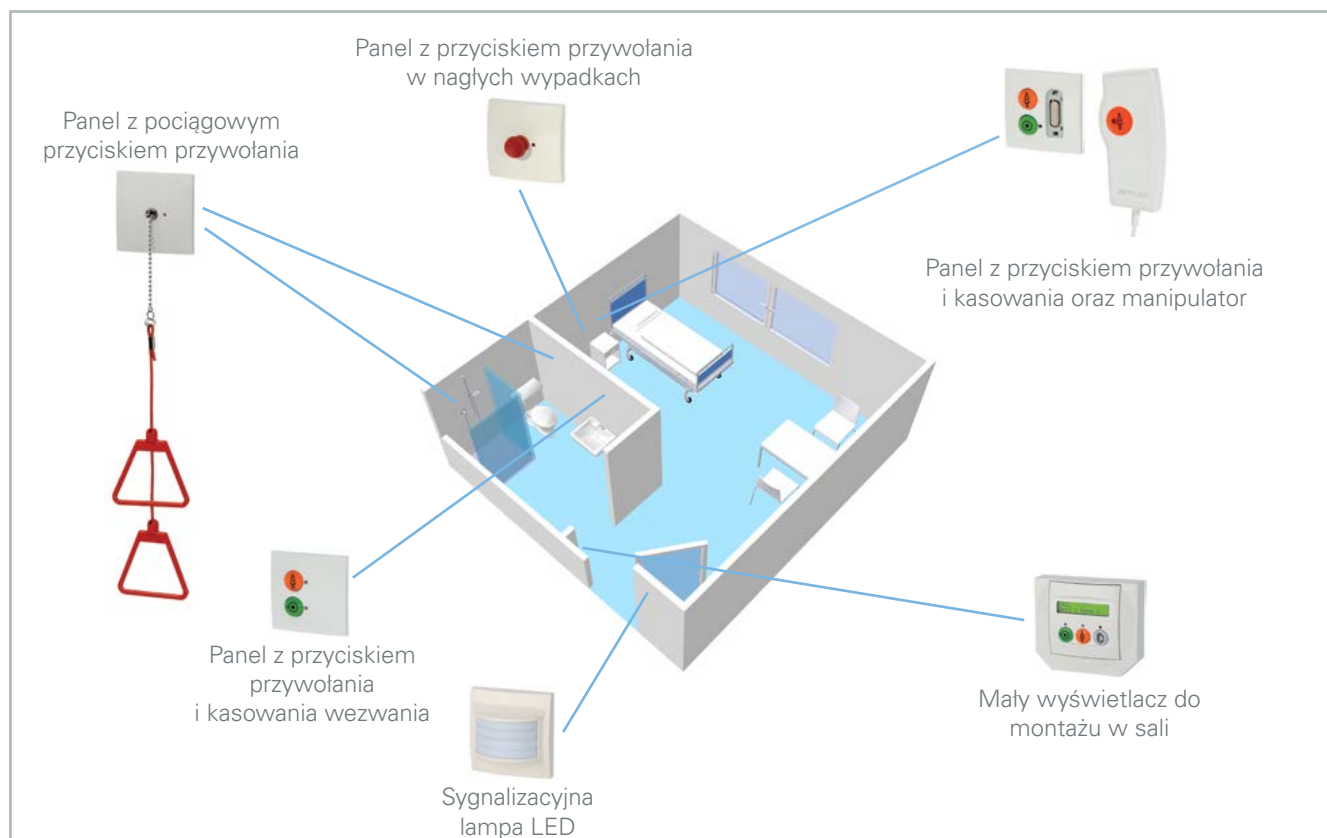 Panel z przyciskiem przywołania
w nagłych wypadkach
Panel z pociągowym
przyciskiem przywołania
Panel z przyciskiem przywołania
i kasowania oraz manipulator
Panel z przyciskiem
przywołania
i kasowania wezwania
Mały wyświetlacz do
montażu w sali
Sygnalizacyjna
lampa LED